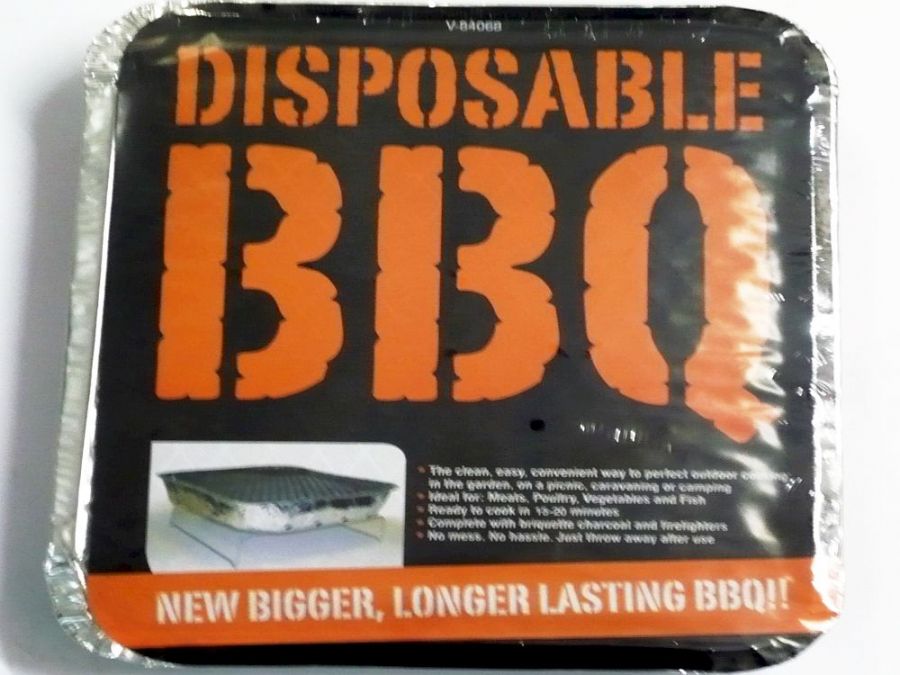 V-84068
DISPOSABLE
BBQ
• The clean, easy, convenient way to perfect outdoor cooking,
in the garden, on a picnic, caravaning or camping
• Ideal for: Meats, Poultry, Vegetables and Fish
• Ready to cook in 15-20 minutes
• Complete with briquette charcoal and firelighters
• No mess. No hassle. Just throw away after use
NEW BIGGER, LONGER LASTING BBQ!!